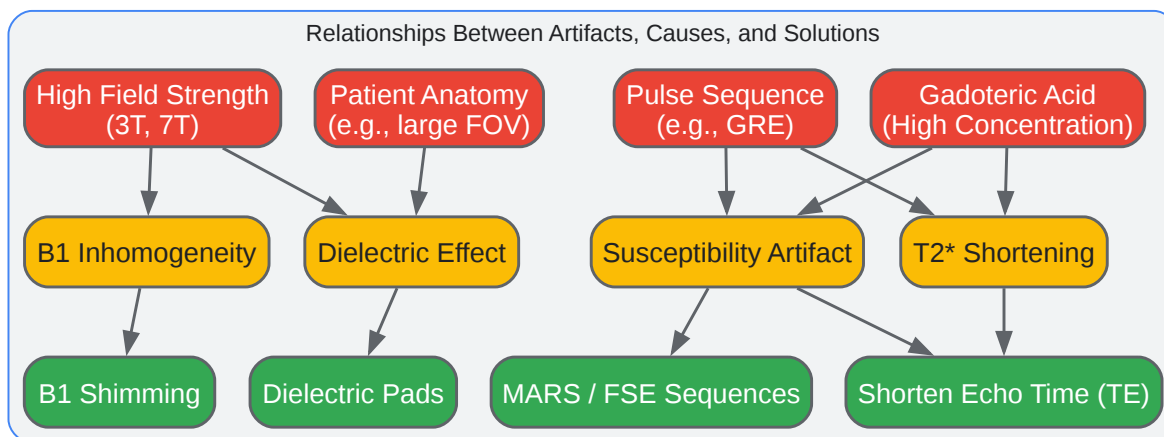 Relationships Between Artifacts, Causes, and Solutions
High Field Strength
(3T, 7T)
Patient Anatomy
(e.g., large FOV)
Pulse Sequence
(e.g., GRE)
Gadoteric Acid
(High Concentration)
B1 Inhomogeneity
Dielectric Effect
Susceptibility Artifact
T2* Shortening
B1 Shimming
Dielectric Pads
MARS / FSE Sequences
Shorten Echo Time (TE)